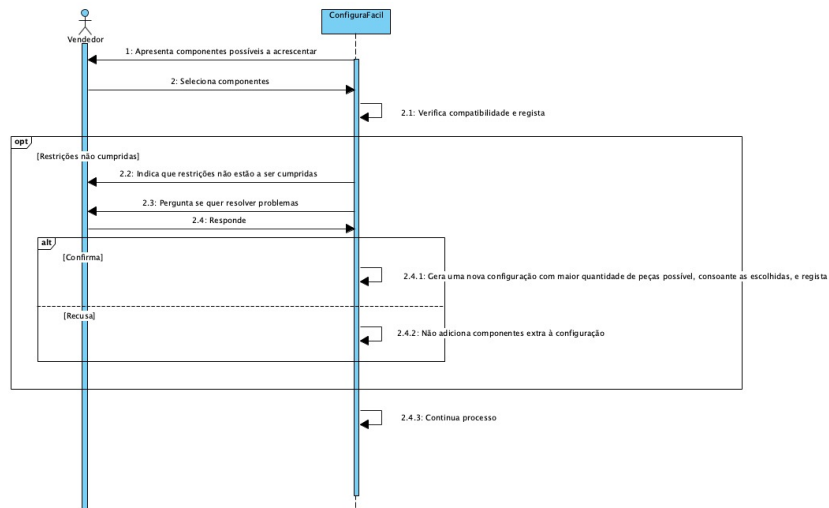 Vendedor
ConfiguraFacil
1: Apresenta componentes possíveis a acrescentar
2: Seleciona componentes
2.1: Verifica compatibilidade e regista
opt
[Restrições não cumpridas]
2.2: Indica que restrições não estão a ser cumpridas
2.3: Pergunta se quer resolver problemas
2.4: Responde
alt
[Confirma]
2.4.1: Gera uma nova configuração com maior quantidade de peças possível, consoante as escolhidas, e regista
[Recusa]
2.4.2: Não adiciona componentes extra à configuração
2.4.3: Continua processo